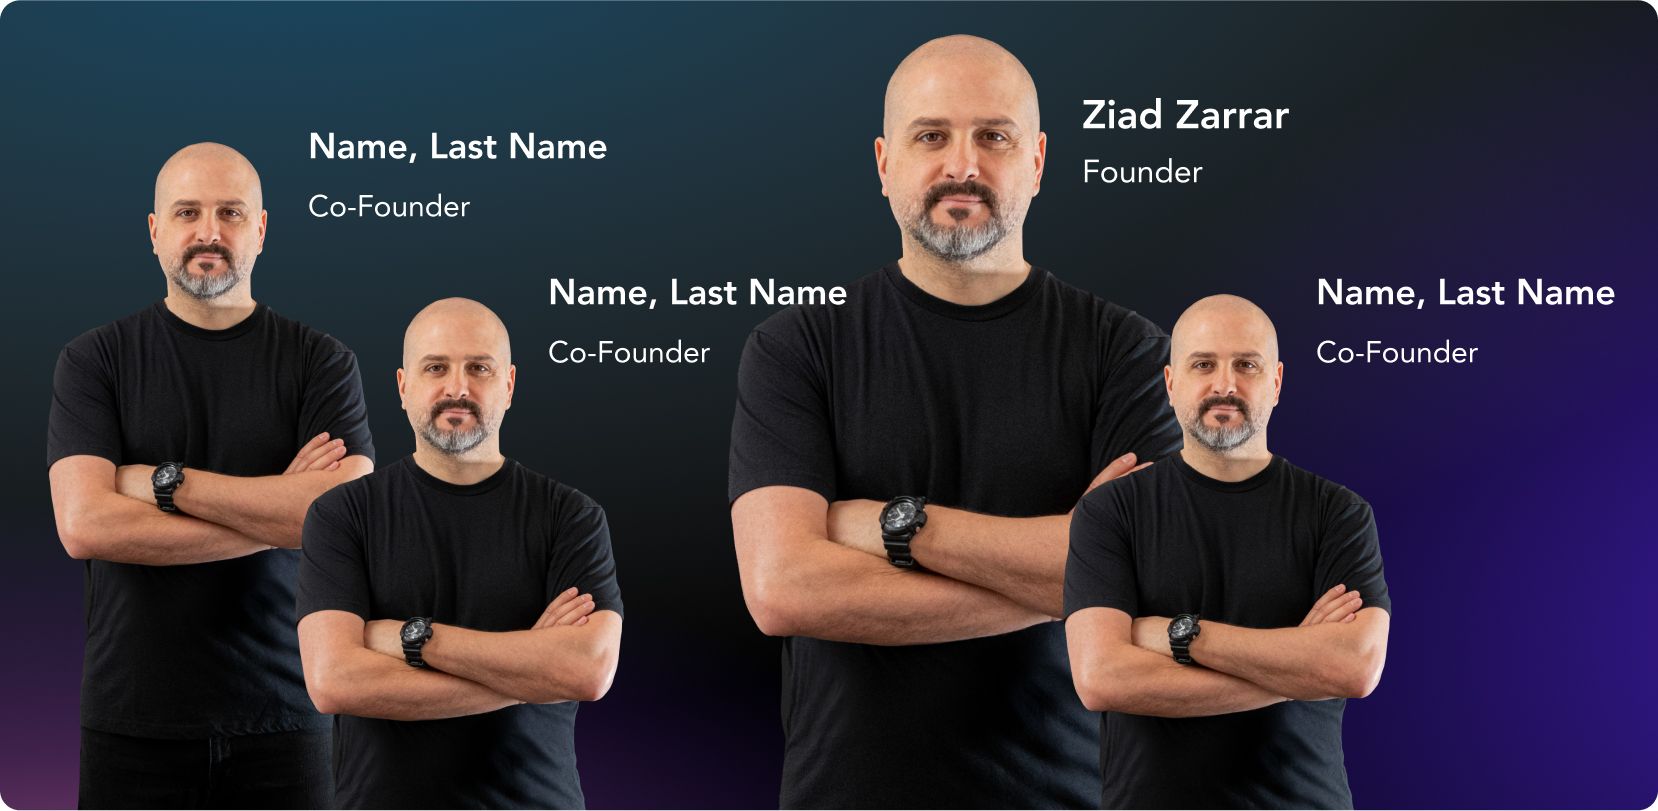 Name, Last Name
Co-Founder
Name, Last Name
Co-Founder
Ziad Zarrar
Founder
Name, Last Name
Co-Founder